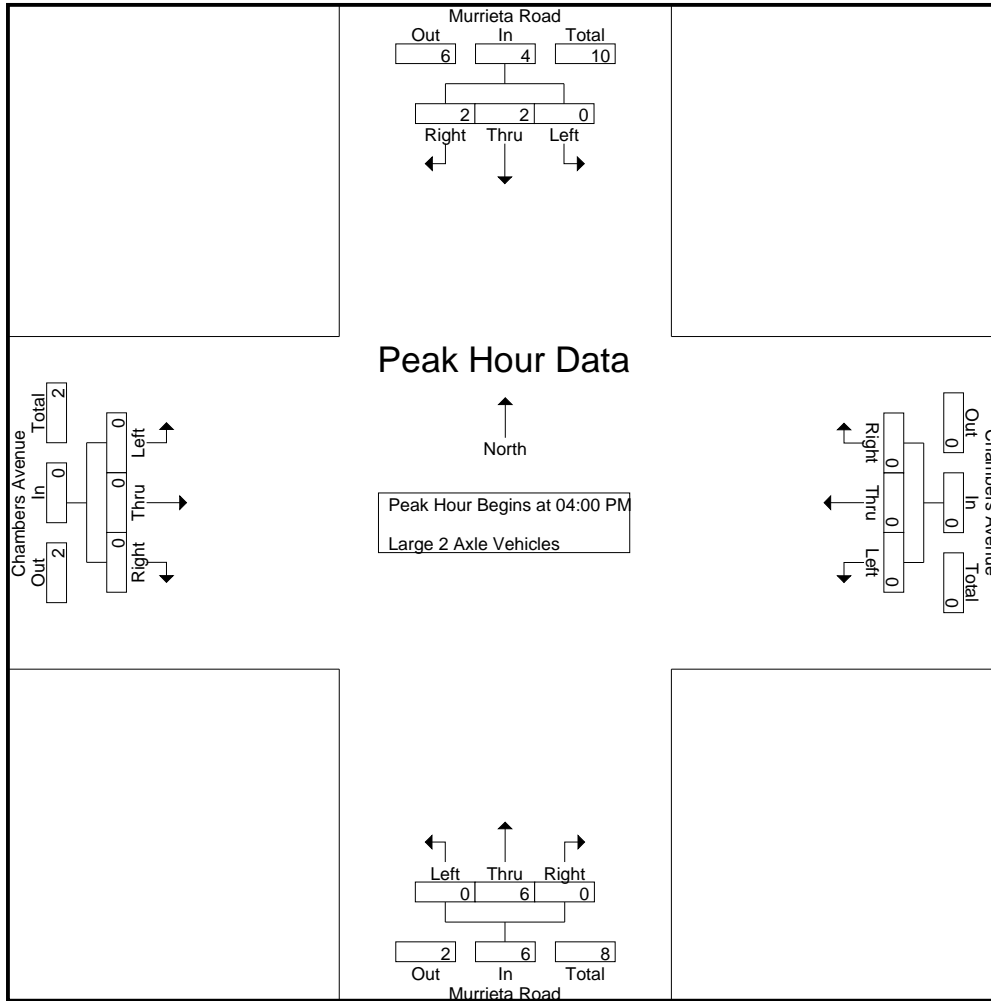 Murrieta Road
Out In Total
6 4 10
2 2 0
Right Thru Left
Peak Hour Data
North
Peak Hour Begins at 04:00 PM
Large 2 Axle Vehicles
Chambers Avenue
Out In Total
2 0 2
0 0 0
Right Thru Left
Chambers Avenue
Out In Total
0 0 0
0 0 0
Right Thru Left
Left Thru Right
0 6 0
2 6 8
Out In Total
Murrieta Road